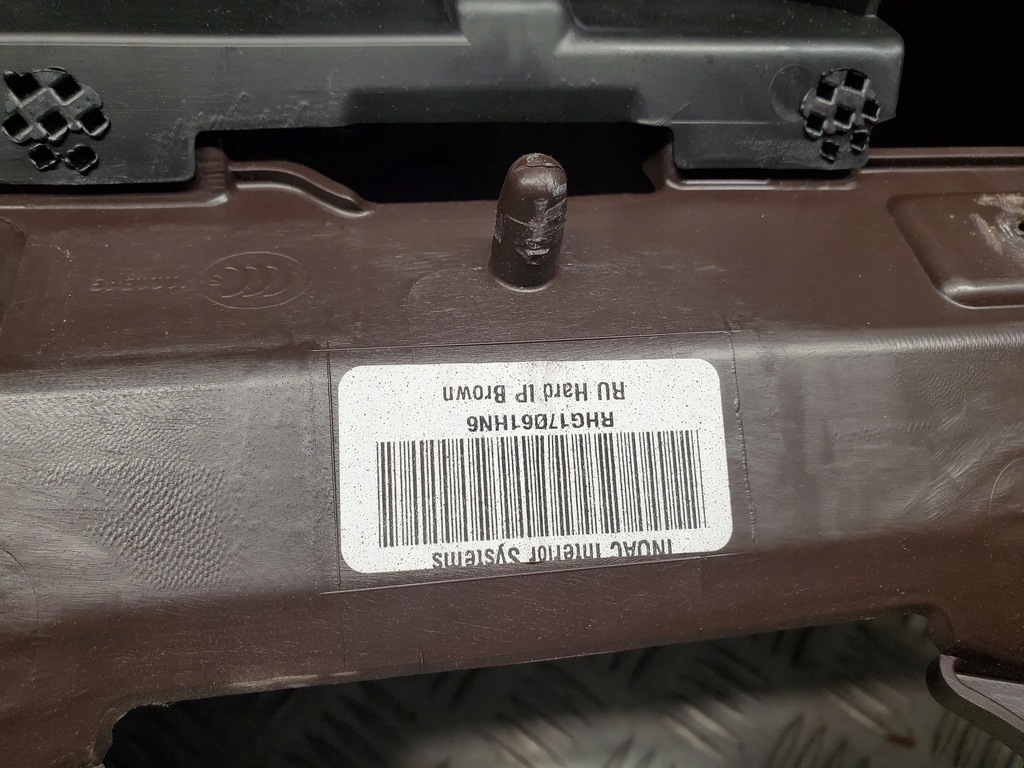 INOAC Interior Systems
RHG17061HN6
RU Hard IP Brown